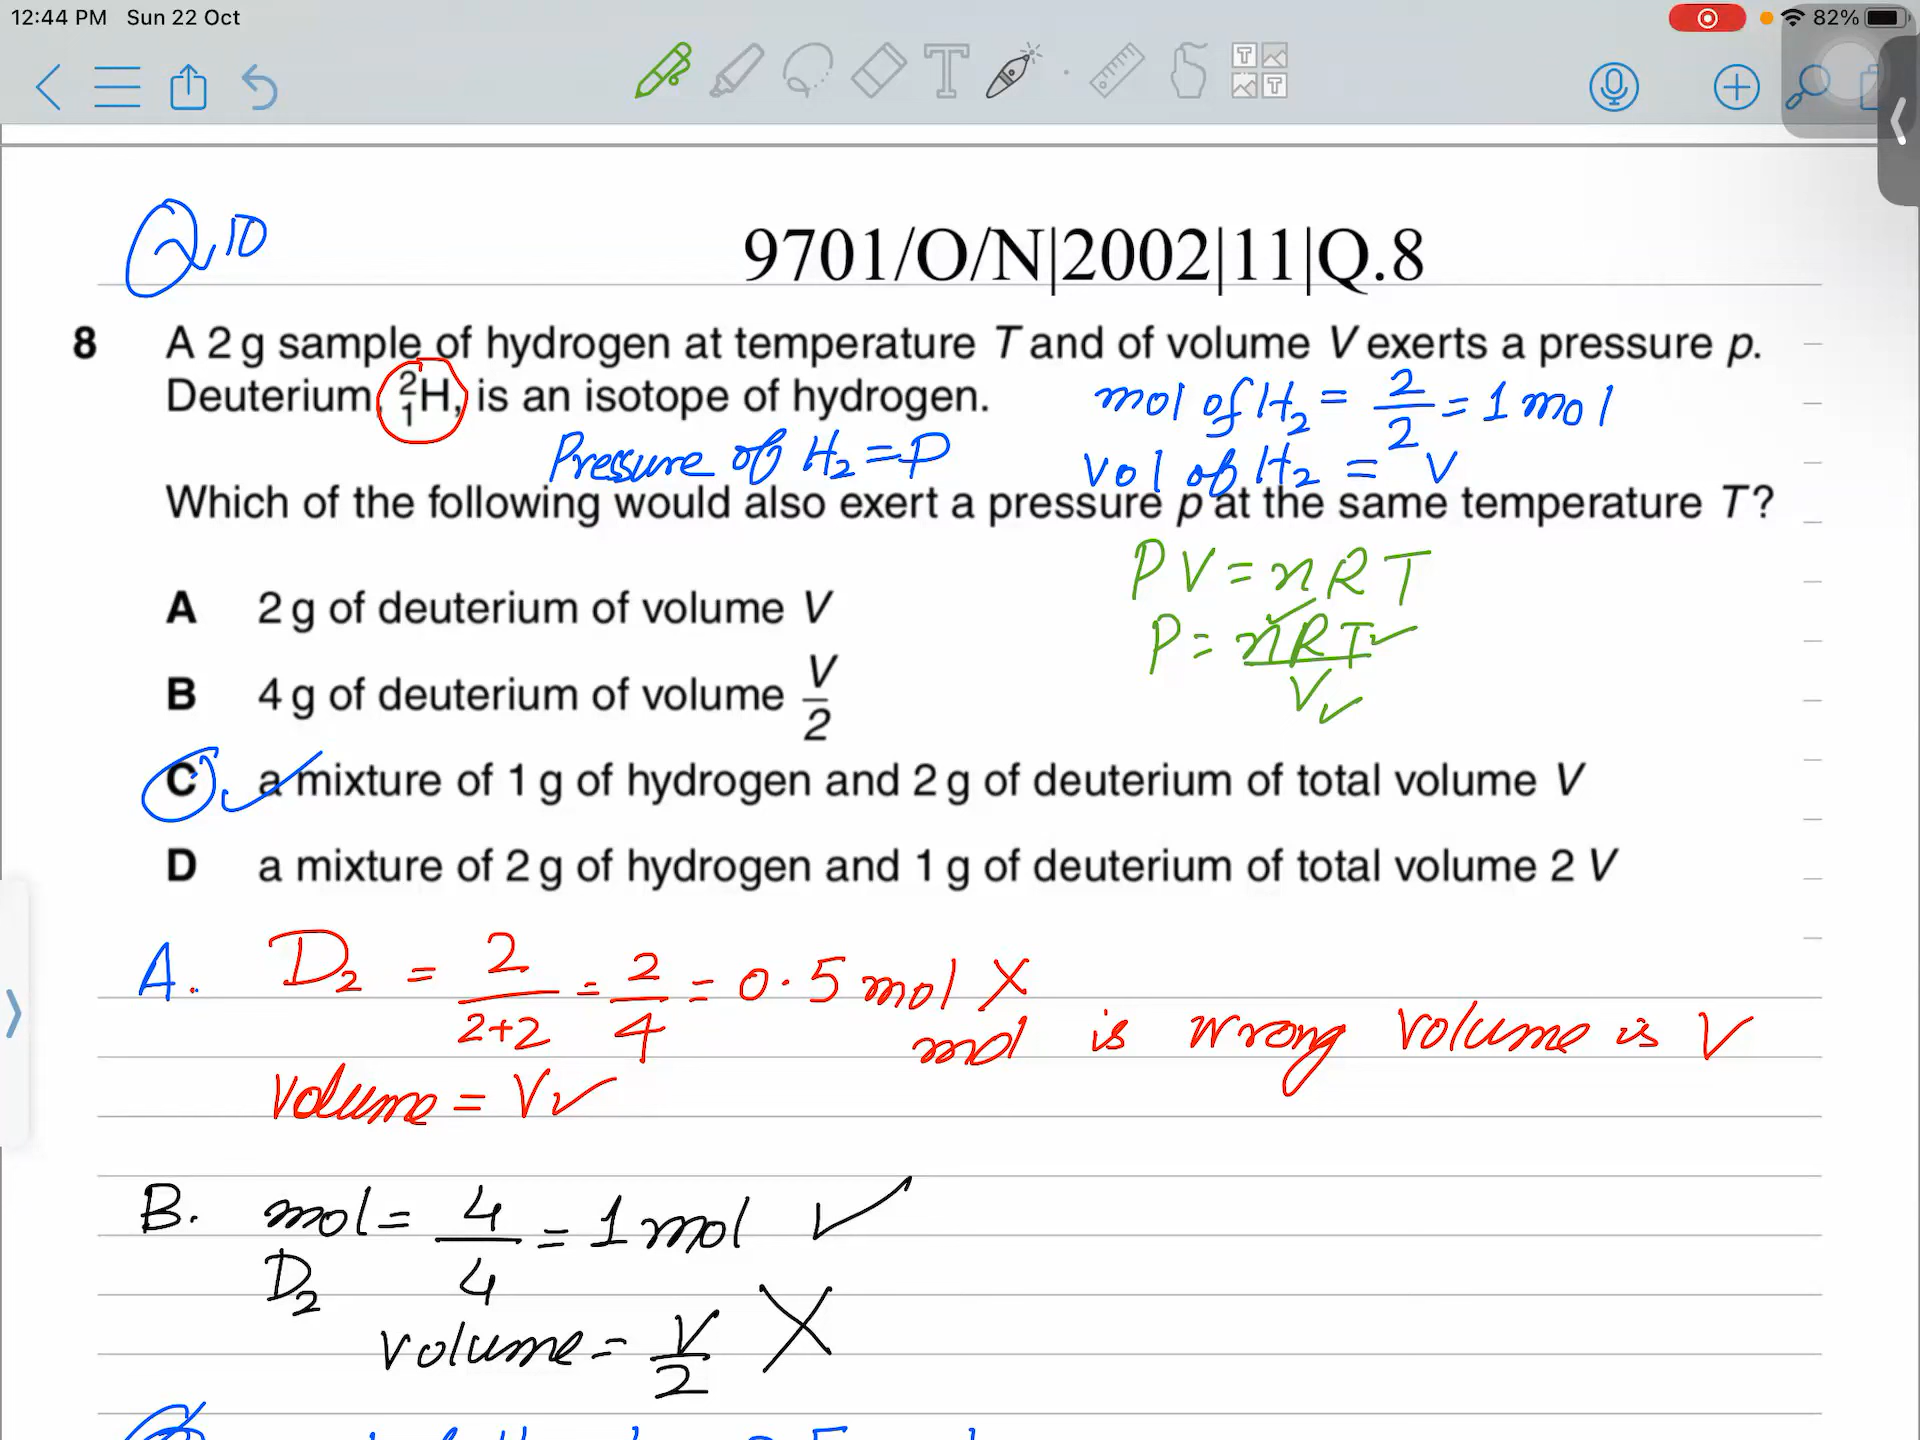 12:44 PM Sun 22 Oct
82%
Q.10
9701/O/N|2002|11|Q.8
8 A 2 g sample of hydrogen at temperature T and of volume V exerts a pressure p.
Deuterium, ²₁H, is an isotope of hydrogen.
mol of H₂ = 2/2 = 1 mol
Pressure of H₂ = P
vol of H₂ = V
Which of the following would also exert a pressure p at the same temperature T?
PV = nRT
A 2 g of deuterium of volume V
P = nRT/V
B 4 g of deuterium of volume V/2
C a mixture of 1 g of hydrogen and 2 g of deuterium of total volume V
D a mixture of 2 g of hydrogen and 1 g of deuterium of total volume 2 V
A. D₂ = 2/2+2 = 2/4 = 0.5 mol X
mol is wrong volume is V
volume = V ✓
B. mol = 4/4 = 1 mol ✓
D₂
volume = V/2 X